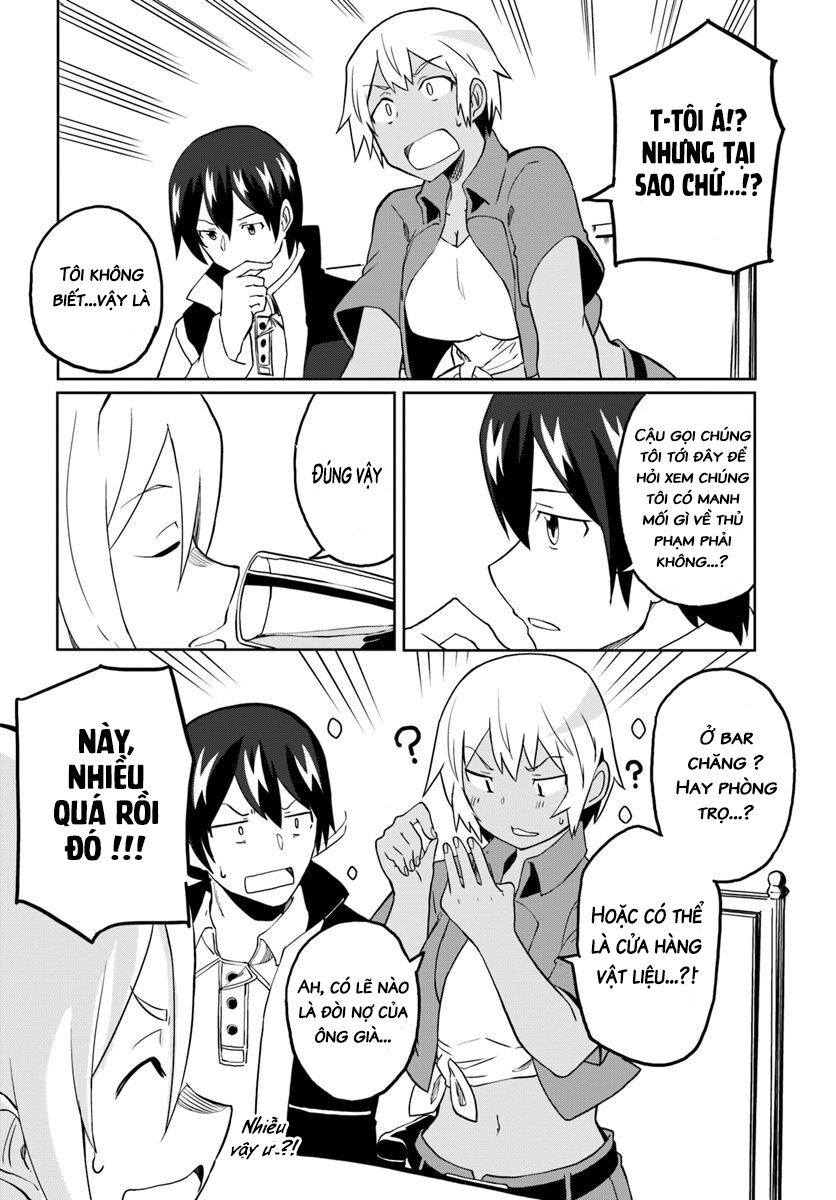 T-TÔI Á!?
NHƯNG TẠI
SAO CHỨ...!?
TÔI KHÔNG
BIẾT...VẬY LÀ
CẬU GỌI CHÚNG
TÔI TỚI ĐÂY ĐỂ
HỎI XEM CHÚNG
TÔI CÓ MANH
MỐI GÌ VỀ THỦ
PHẠM PHẢI
KHÔNG...?
ĐÚNG VẬY
Ở BAR
CHĂNG ?
HAY PHÒNG
TRỌ...?
HOẶC CÓ THỂ
LÀ CỬA HÀNG
VẬT LIỆU...?!
?
?
AH, CÓ LẼ NÀO
LÀ ĐÒI NỢ CỦA
ÔNG GIÀ...
NÀY,
NHIỀU
QUÁ RỒI
ĐÓ !!!
Nhiều
vậy ư..?!